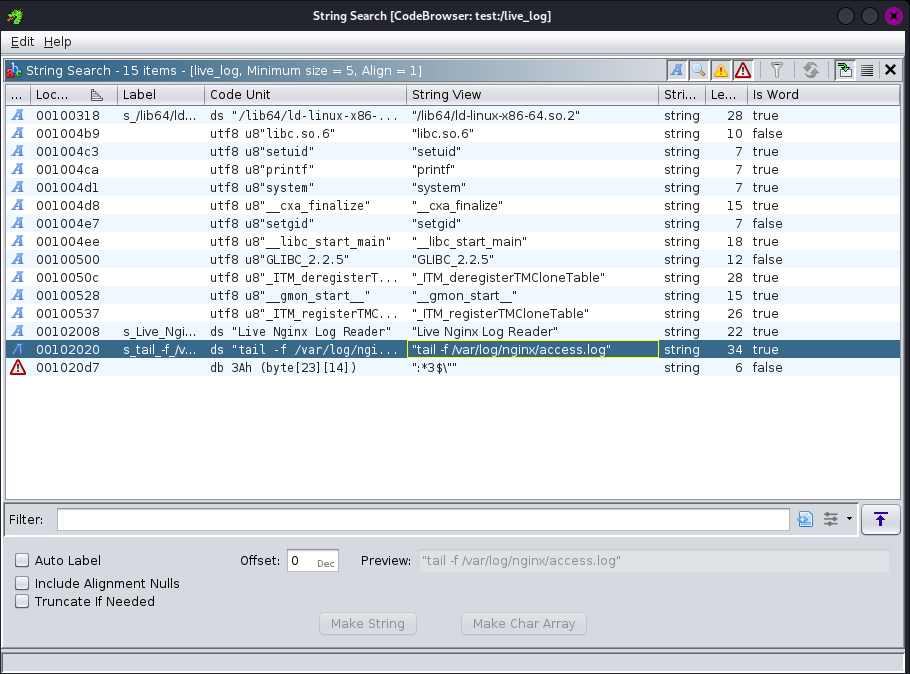 String Search [CodeBrowser: test:/live_log]
Edit Help
String Search - 15 items - [live_log, Minimum size = 5, Align = 1]
... Loc... Label Code Unit String View Stri... Le... Is Word
A 00100318 s_/lib64/ld... ds "/lib64/ld-linux-x86-... "/lib64/ld-linux-x86-64.so.2" string 28 true
A 001004b9 utf8 u8"libc.so.6" "libc.so.6" string 10 false
A 001004c3 utf8 u8"setuid" "setuid" string 7 true
A 001004ca utf8 u8"printf" "printf" string 7 true
A 001004d1 utf8 u8"system" "system" string 7 true
A 001004d8 utf8 u8"__cxa_finalize" "__cxa_finalize" string 15 true
A 001004e7 utf8 u8"setgid" "setgid" string 7 false
A 001004ee utf8 u8"__libc_start_main" "__libc_start_main" string 18 true
A 00100500 utf8 u8"GLIBC_2.2.5" "GLIBC_2.2.5" string 12 false
A 0010050c utf8 u8"_ITM_deregisterT... "_ITM_deregisterTMCloneTable" string 28 true
A 00100528 utf8 u8"__gmon_start__" "__gmon_start__" string 15 true
A 00100537 utf8 u8"_ITM_registerTMC... "_ITM_registerTMCloneTable" string 26 true
A 00102008 s_Live_Ngi... ds "Live Nginx Log Reader" "Live Nginx Log Reader" string 22 true
A 00102020 s_tail_-f_/v... ds "tail -f /var/log/ngi... "tail -f /var/log/nginx/access.log" string 34 true
001020d7 db 3Ah (byte[23][14]) ":*3$\"" string 6 false
Filter:
Auto Label Offset: 0 Dec Preview: "tail -f /var/log/nginx/access.log"
Include Alignment Nulls
Truncate If Needed
Make String Make Char Array